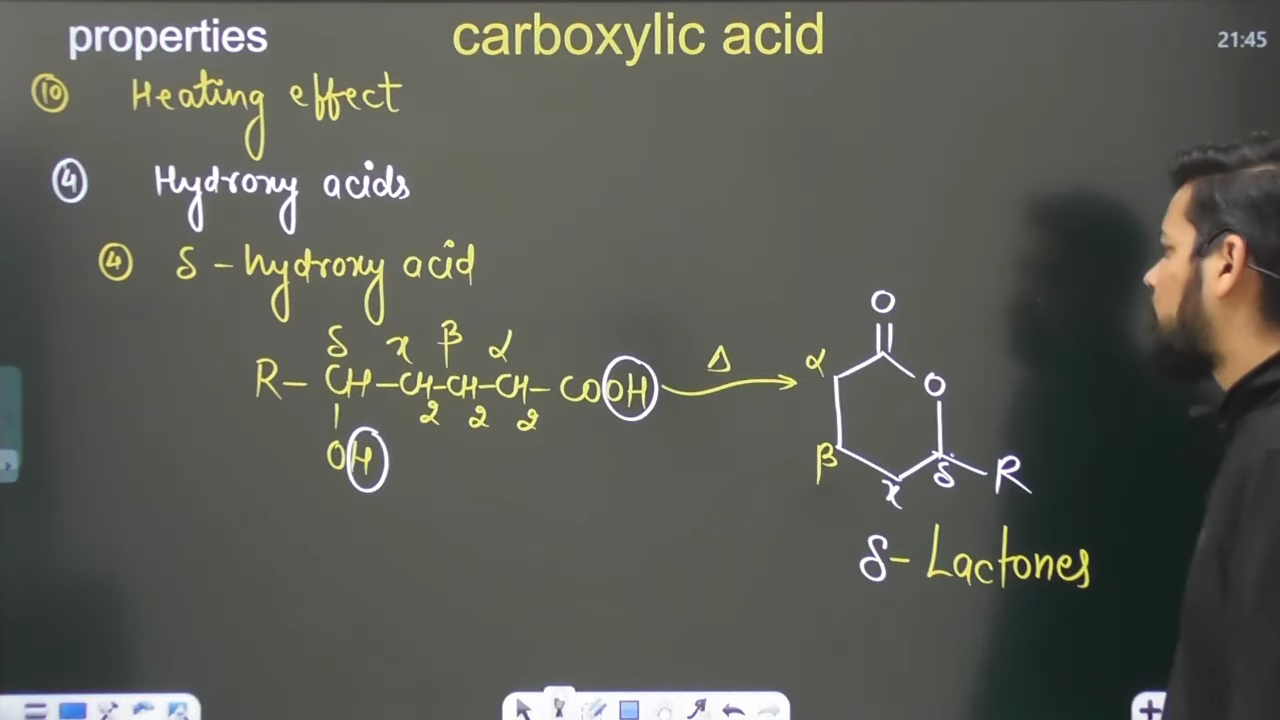 properties
carboxylic acid
21:45
⑩ Heating effect
④ Hydroxy acids
④ δ - hydroxy acid
δ γ β α
R - CH - CH2 - CH2 - CH2 - COOH
Δ
OH
O
α
O
β
γ
δ
R
δ - Lactones